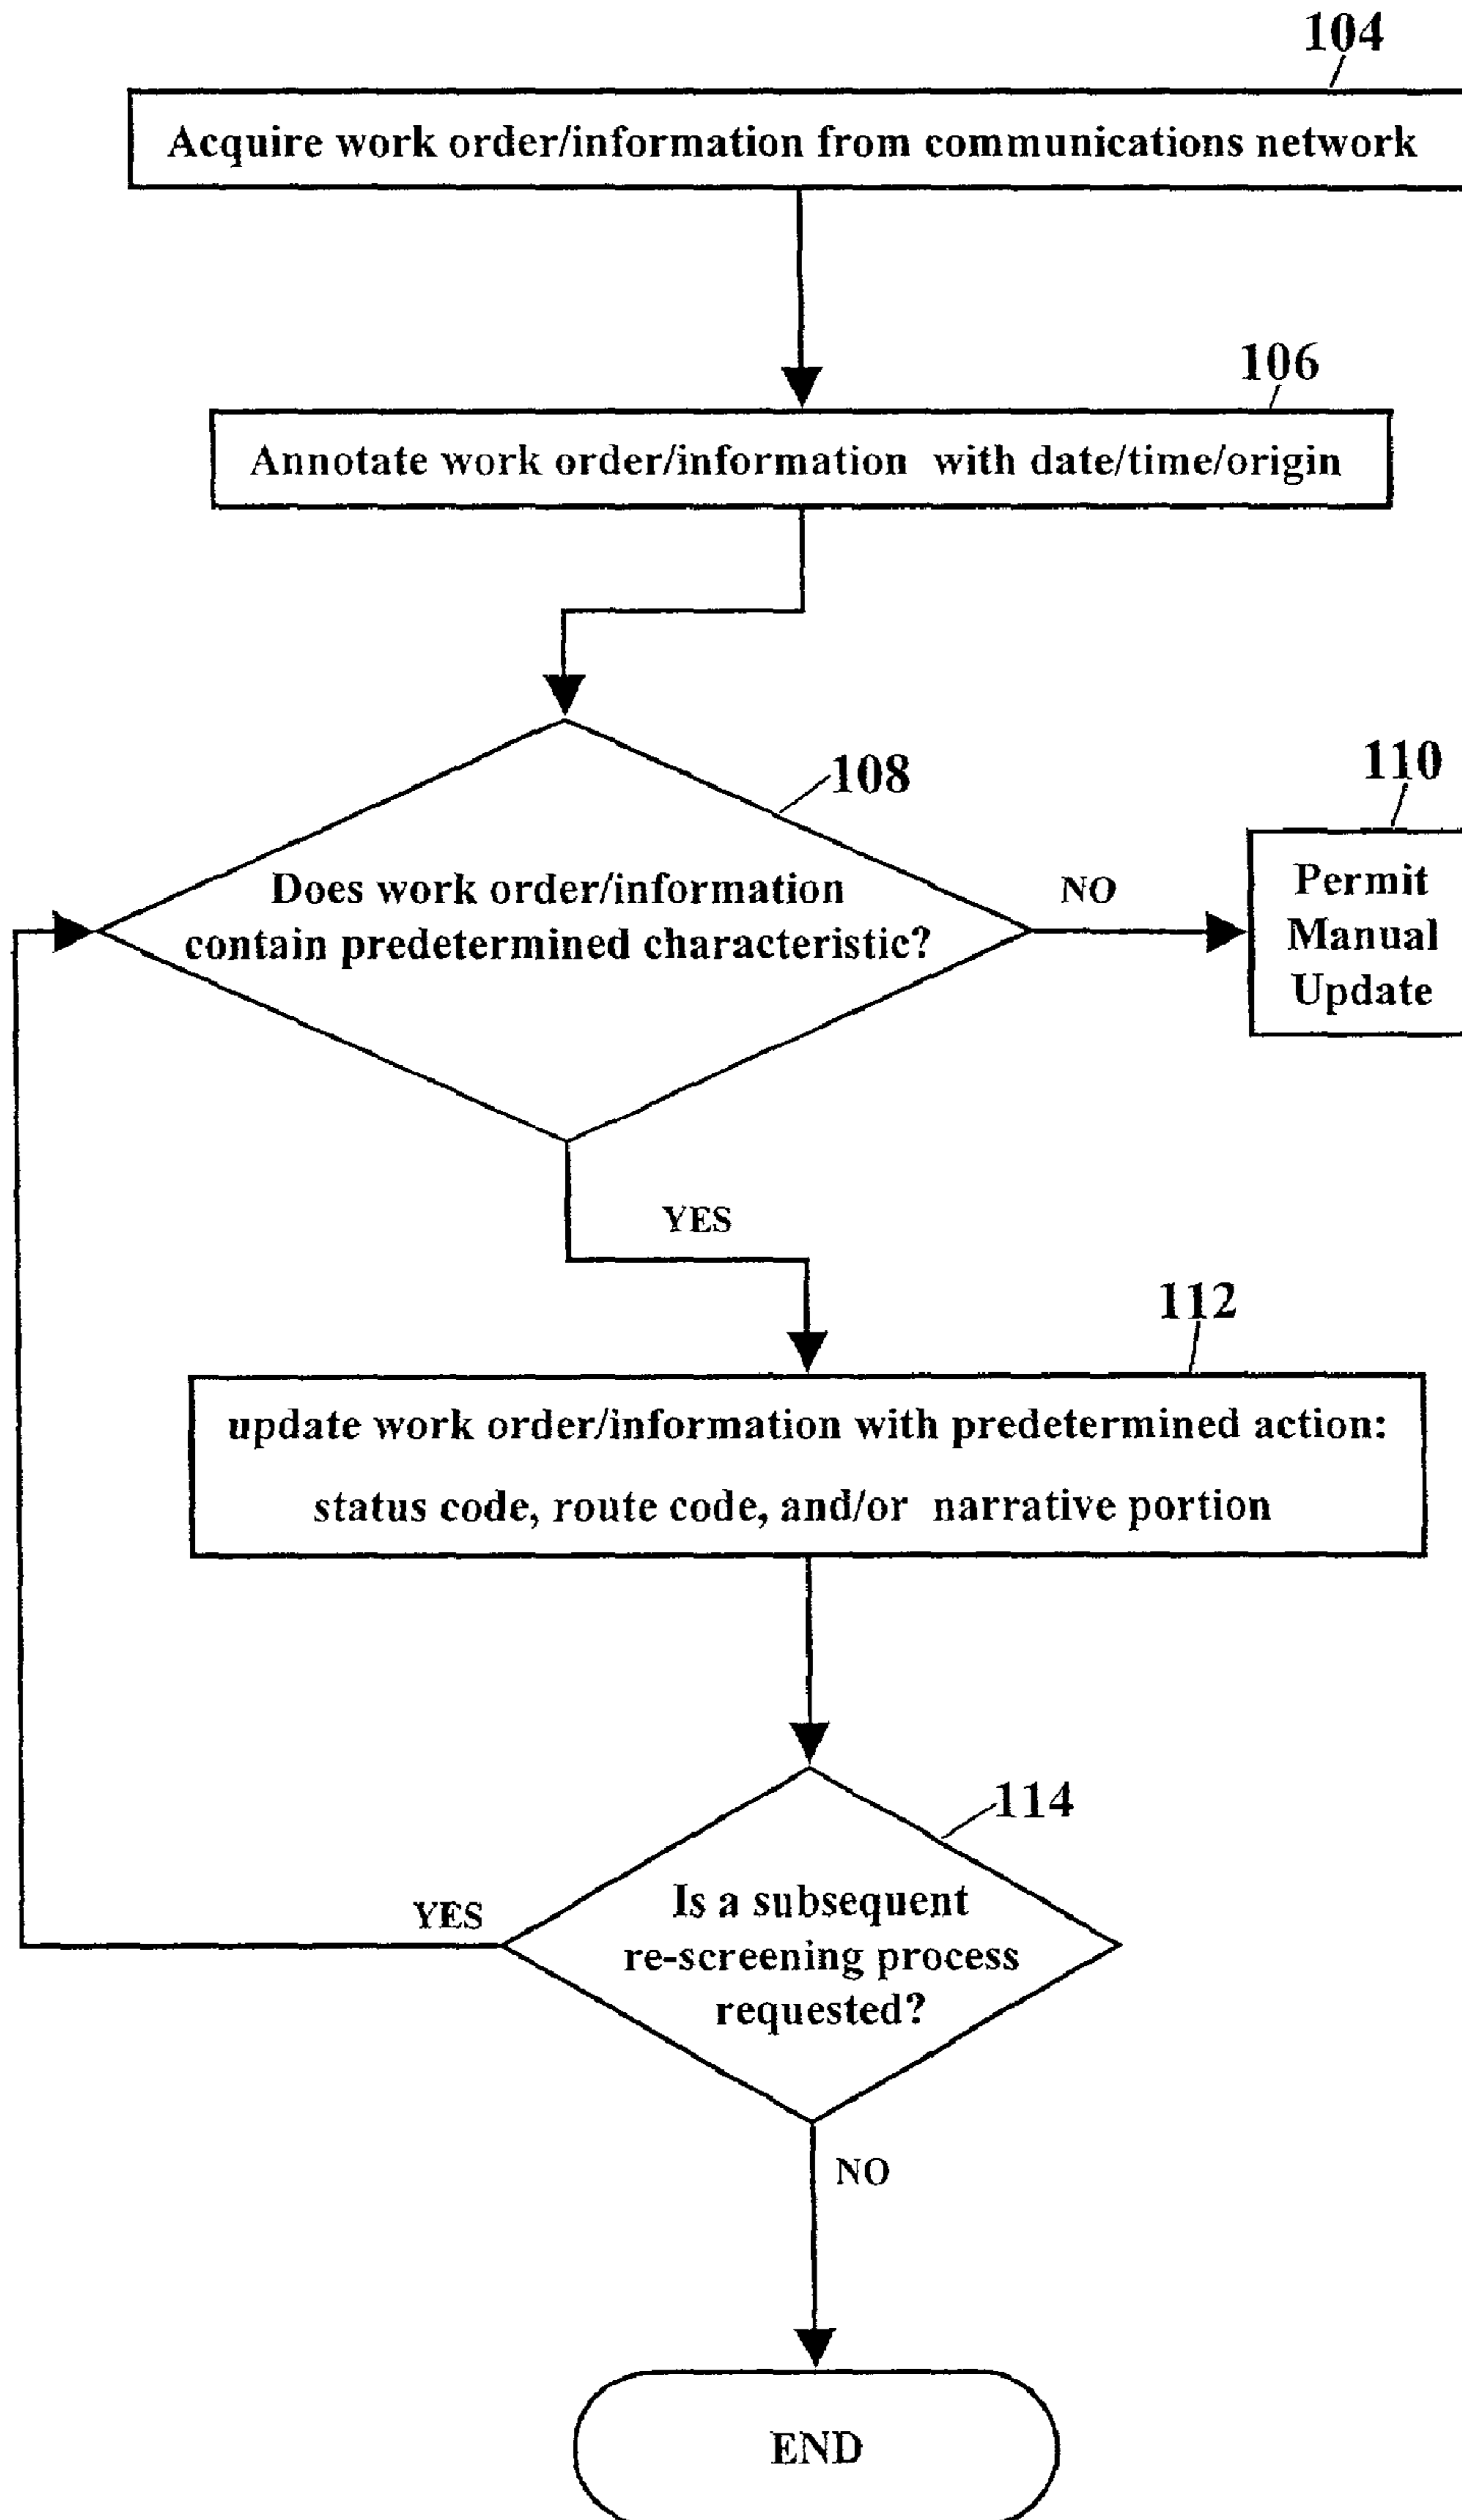 104
Acquire work order/information from communications network
106
Annotate work order/information with date/time/origin
108
Does work order/information
contain predetermined characteristic?
NO
110
Permit
Manual
Update
YES
112
update work order/information with predetermined action:
status code, route code, and/or narrative portion
114
Is a subsequent
re-screening process
requested?
YES
NO
END